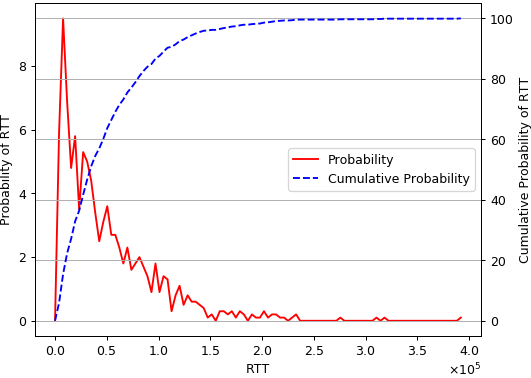 Probability of RTT
8
6
4
2
0
100
80
60
40
20
0
Cumulative Probability of RTT
Probability
Cumulative Probability
0.0 0.5 1.0 1.5 2.0 2.5 3.0 3.5 4.0
RTT
×10⁵